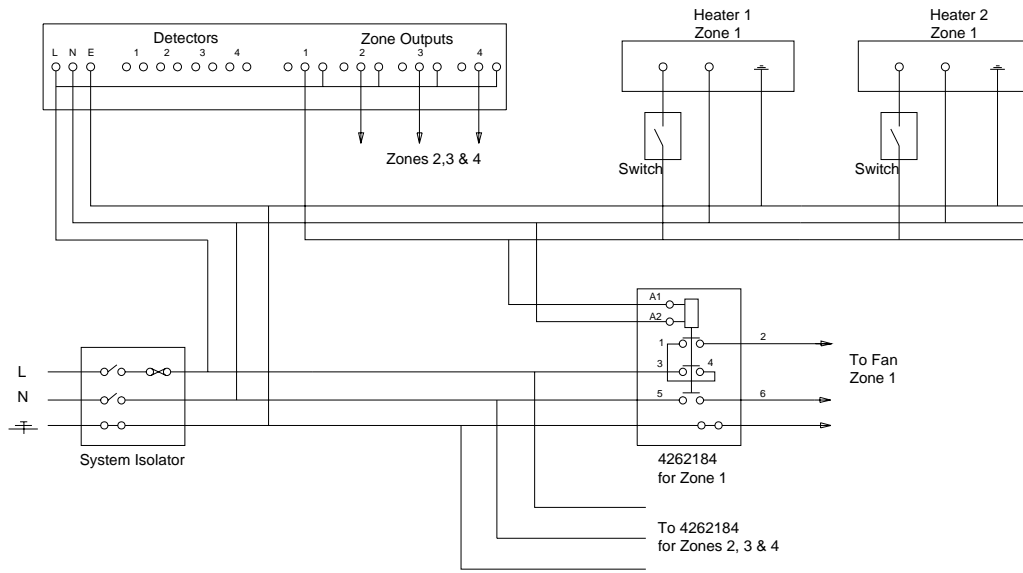 Heater 1
Zone 1
Heater 2
Zone 1
Detectors
Zone Outputs
L N E 1 2 3 4 1 2 3 4
Zones 2,3 & 4
Switch
Switch
A1
A2
1 2
3 4
5 6
To Fan
Zone 1
L
N
System Isolator
4262184
for Zone 1
To 4262184
for Zones 2, 3 & 4